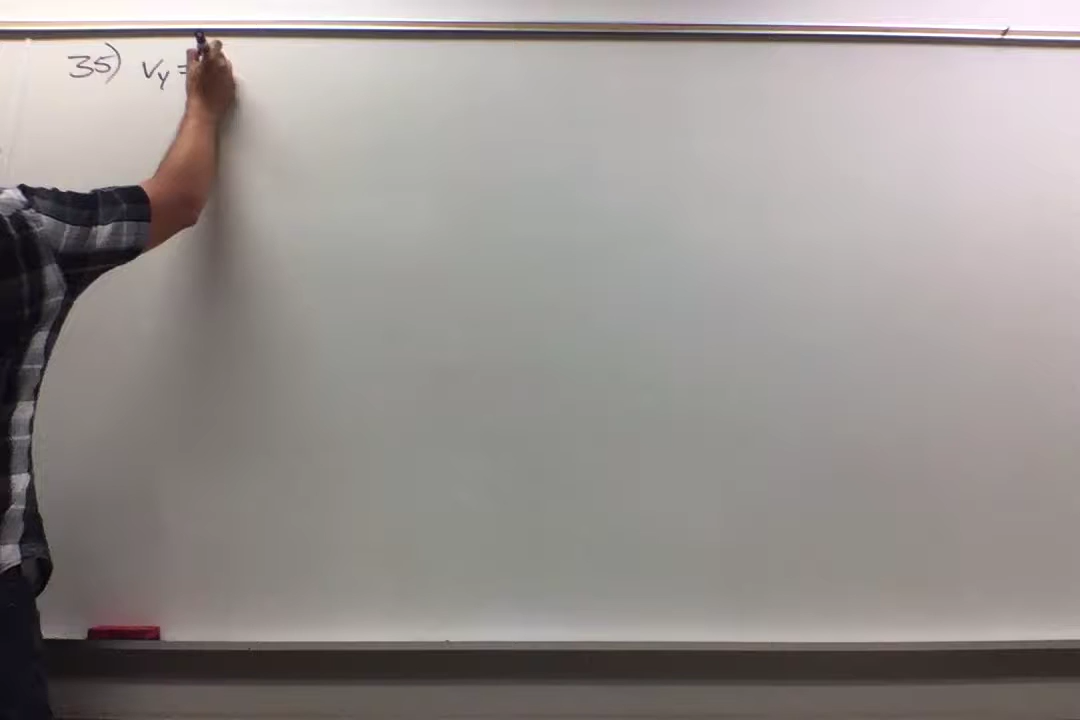 35) vy =